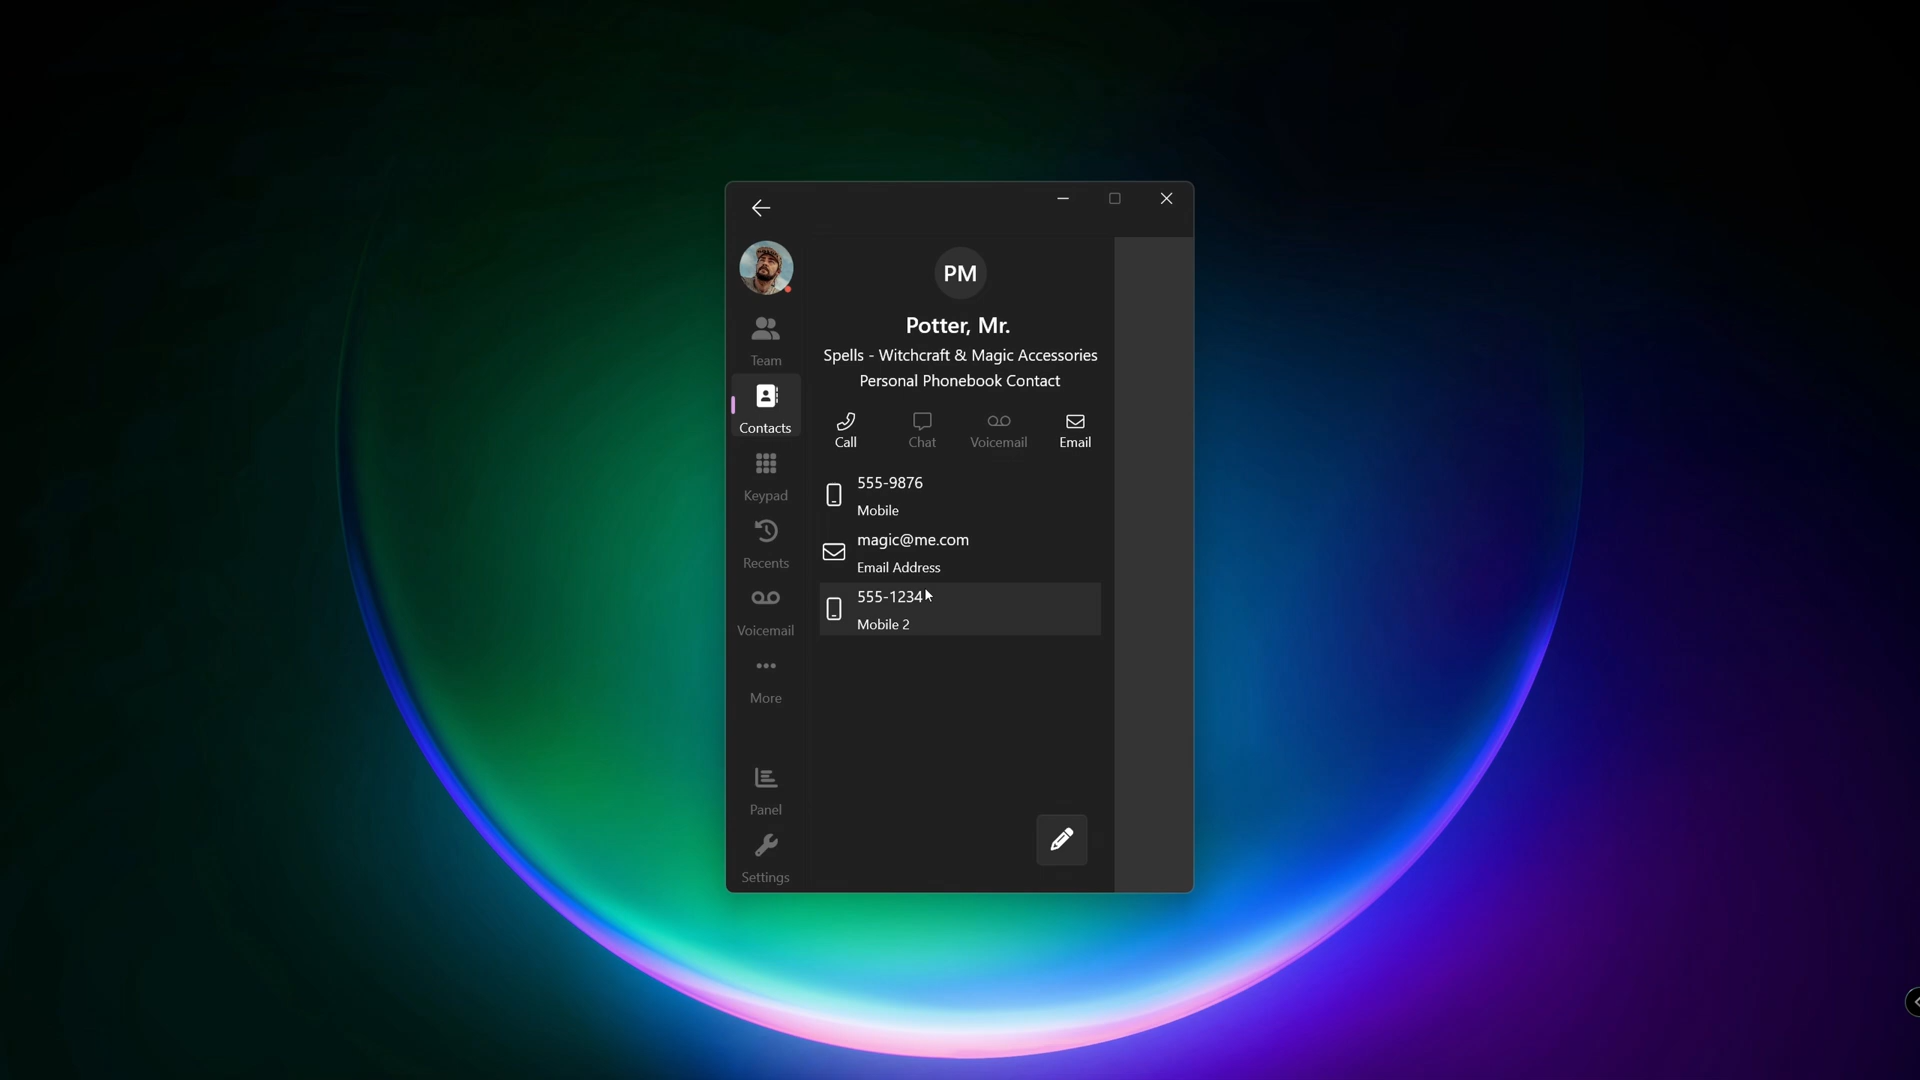 PM
Potter, Mr.
Spells - Witchcraft & Magic Accessories
Personal Phonebook Contact
Call
Chat
Voicemail
Email
555-9876
Mobile
magic@me.com
Email Address
555-1234
Mobile 2
Team
Contacts
Keypad
Recents
Voicemail
More
Panel
Settings